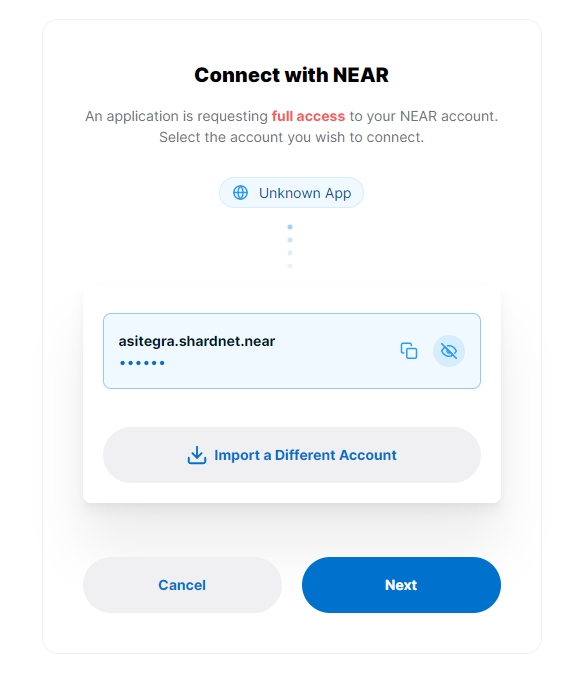 Connect with NEAR
An application is requesting full access to your NEAR account.
Select the account you wish to connect.
Unknown App
asitegra.shardnet.near
••••••
Import a Different Account
Cancel
Next